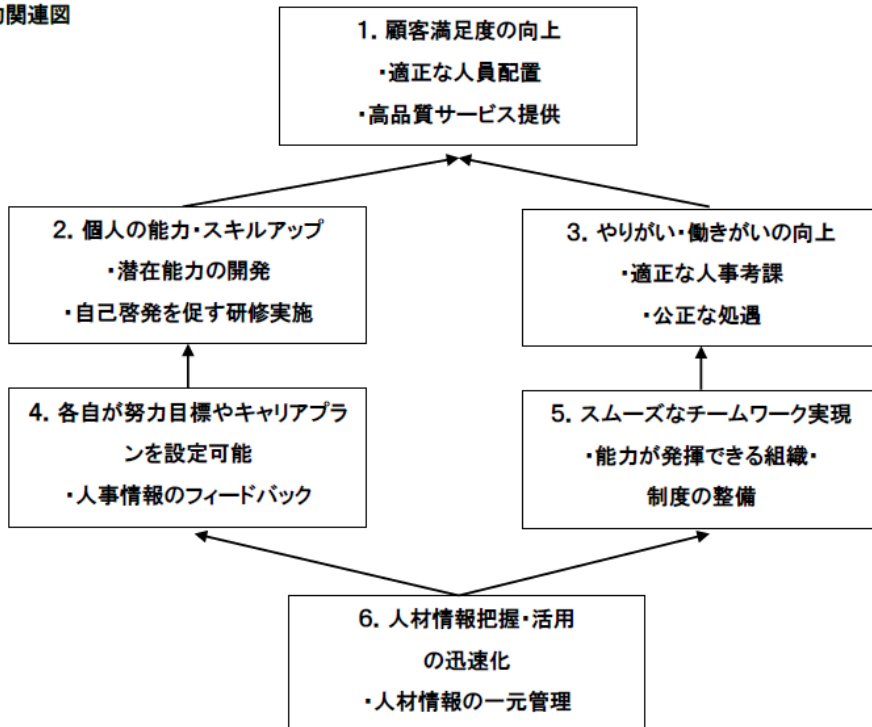 関連図
1. 顧客満足度の向上
・適正な人員配置
・高品質サービス提供
2. 個人の能力・スキルアップ
・潜在能力の開発
・自己啓発を促す研修実施
3. やりがい・働きがいの向上
・適正な人事考課
・公正な処遇
4. 各自が努力目標やキャリアプラ
ンを設定可能
・人事情報のフィードバック
5. スムーズなチームワーク実現
・能力が発揮できる組織・
制度の整備
6. 人材情報把握・活用
の迅速化
・人材情報の一元管理